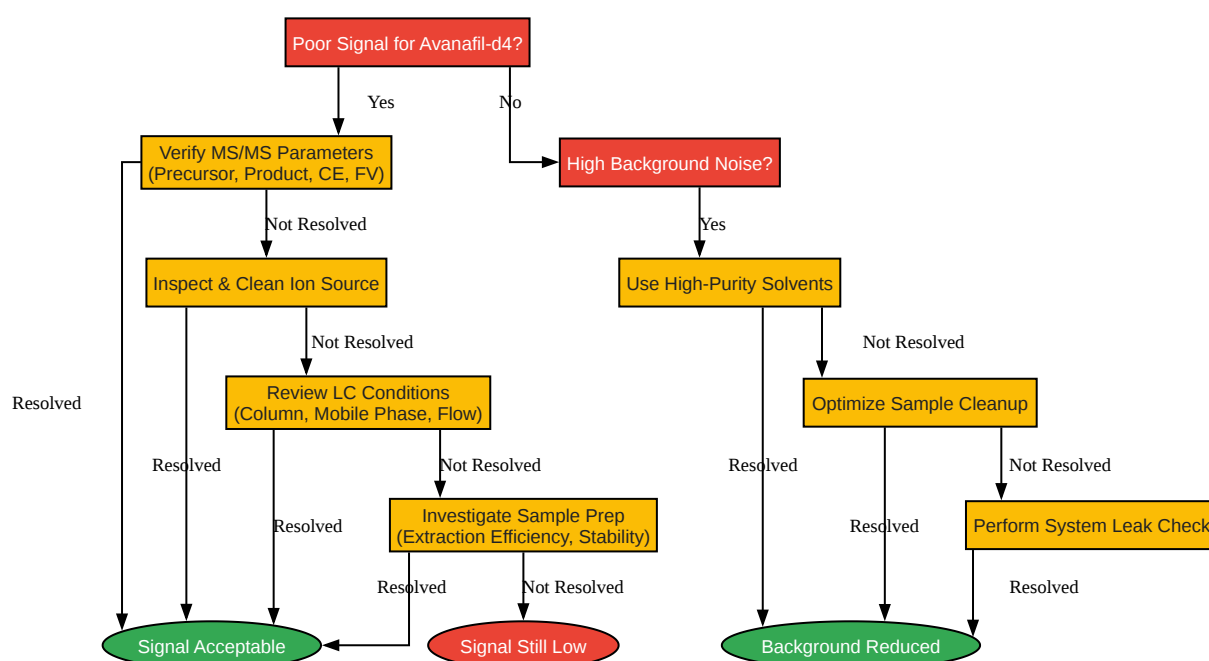 Poor Signal for Avanafil-d4?
Yes
No
Verify MS/MS Parameters
(Precursor, Product, CE, FV)
High Background Noise?
Not Resolved
Yes
Inspect & Clean Ion Source
Use High-Purity Solvents
Not Resolved
Not Resolved
Review LC Conditions
(Column, Mobile Phase, Flow)
Optimize Sample Cleanup
Resolved
Resolved
Not Resolved
Resolved
Not Resolved
Investigate Sample Prep
(Extraction Efficiency, Stability)
Resolved
Resolved
Perform System Leak Check
Resolved
Not Resolved
Resolved
Signal Acceptable
Signal Still Low
Background Reduced